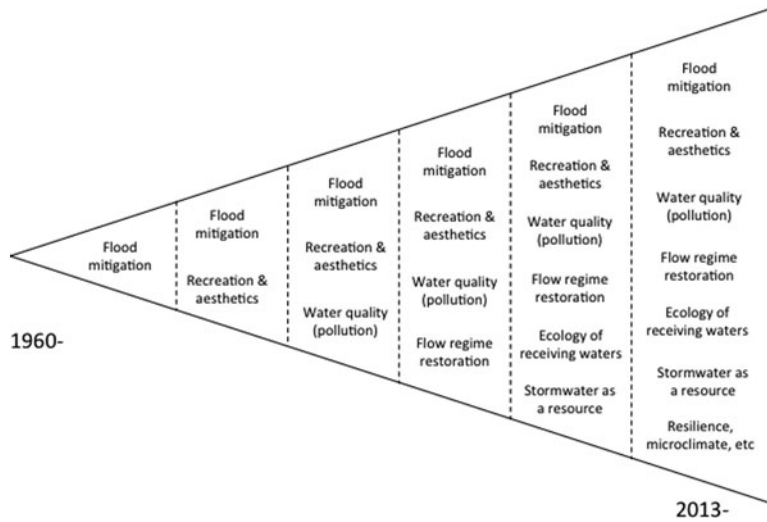 Flood
mitigation
Flood
mitigation
Recreation &
aesthetics
Flood
mitigation
Recreation &
aesthetics
Water quality
(pollution)
Flood
mitigation
Recreation &
aesthetics
Water quality
(pollution)
Flow regime
restoration
Flood
mitigation
Recreation &
aesthetics
Water quality
(pollution)
Flow regime
restoration
Ecology of
receiving waters
Stormwater as
a resource
Flood
mitigation
Recreation &
aesthetics
Water quality
(pollution)
Flow regime
restoration
Ecology of
receiving waters
Stormwater as
a resource
Resilience,
microclimate, etc
1960-
2013-